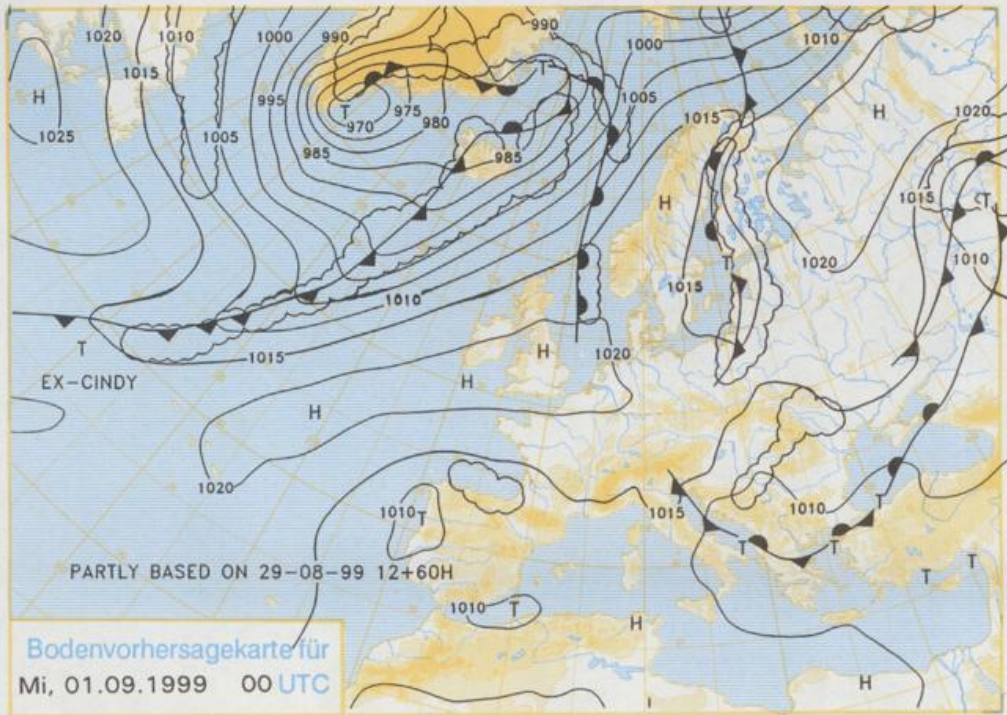 1020
1010
1000
990
990
1000
1010
1015
995
T
T
H
975
1005
H
1020
1025
970
980
1015
1005
985
985
H
1015
T
1010
T
1020
1015
1010
1015
T
1020
H
EX-CINDY
H
H
1020
1010
T
1015
1010
T
T
T
PARTLY BASED ON 29-08-99 12+60H
T
T
1010
T
H
Bodenvorhersagekarte für
Mi, 01.09.1999 00 UTC
H